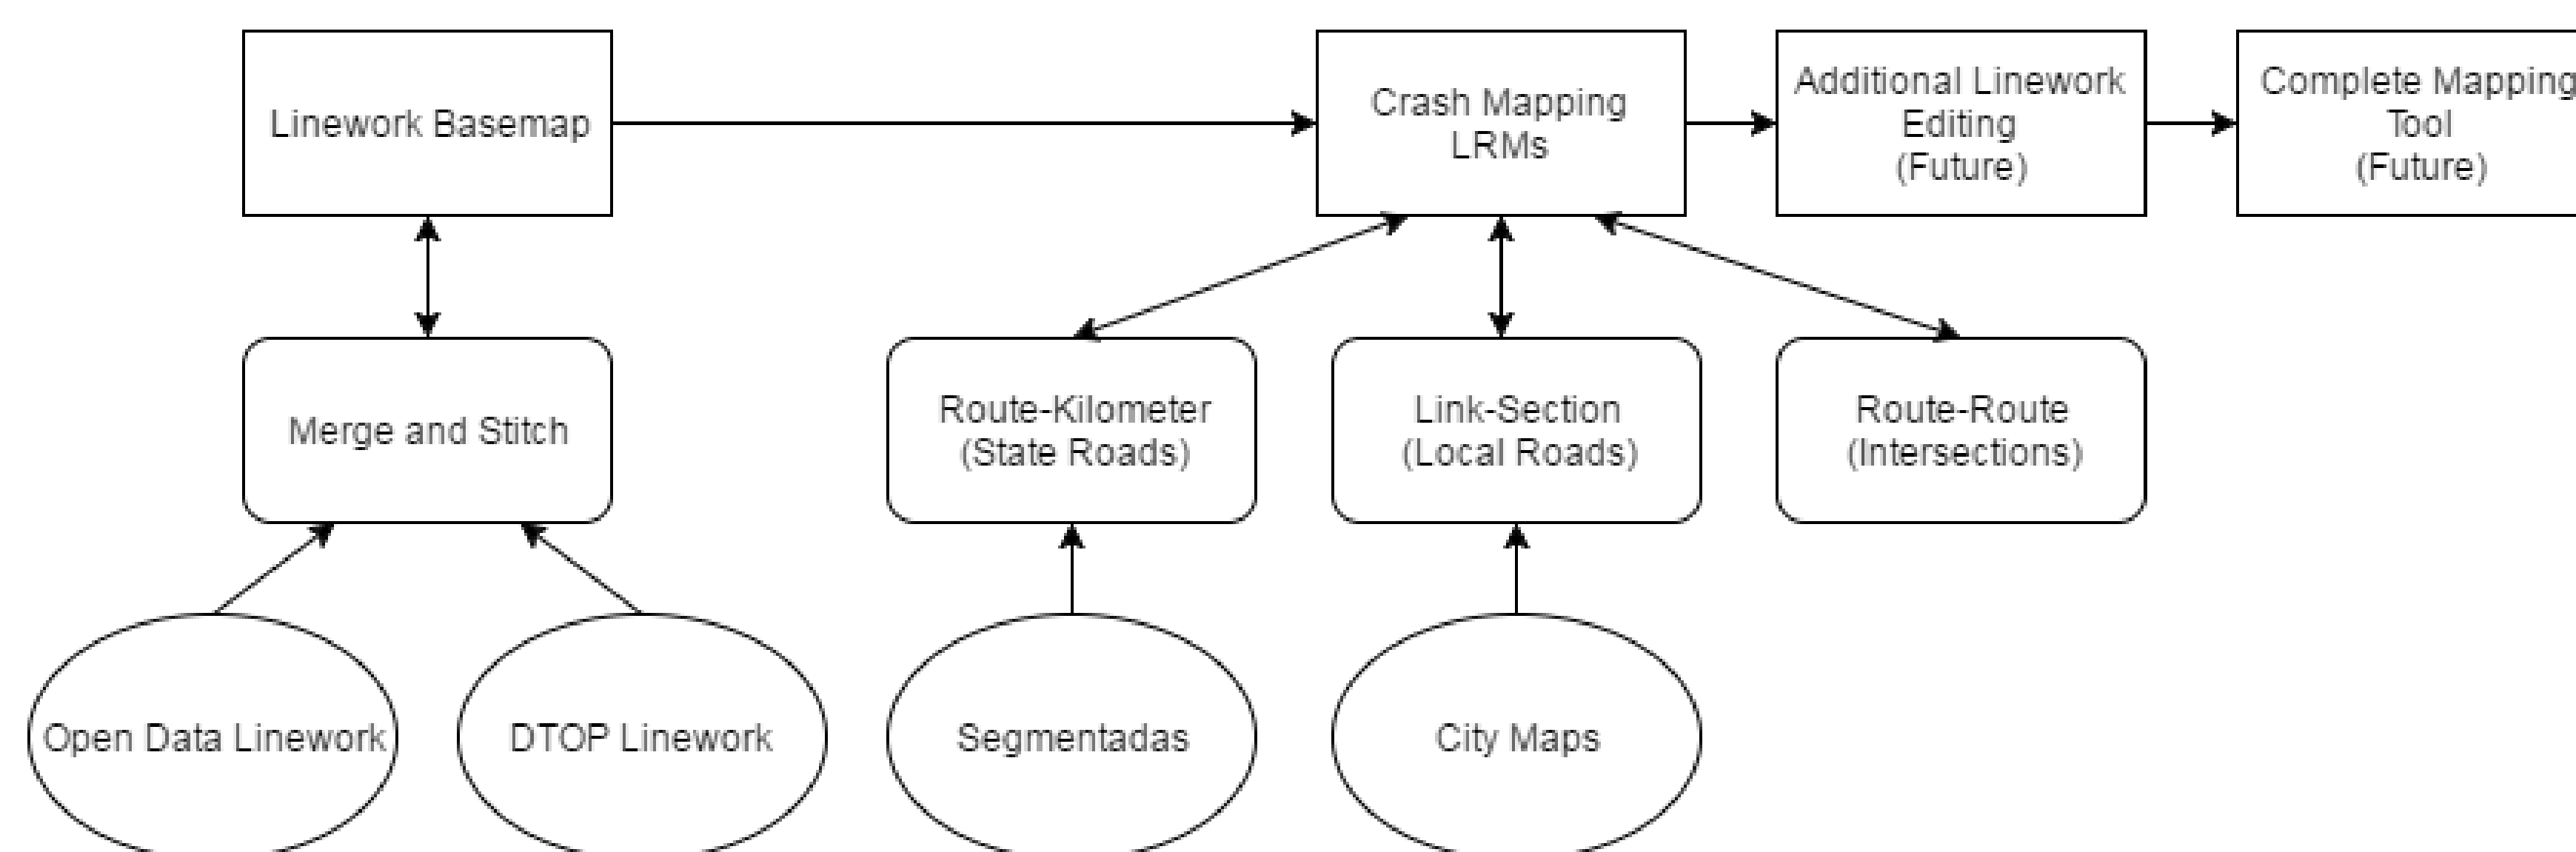 Linework Basemap
Crash Mapping
LRMs
Additional Linework
Editing
(Future)
Complete Mapping
Tool
(Future)
Merge and Stitch
Route-Kilometer
(State Roads)
Link-Section
(Local Roads)
Route-Route
(Intersections)
Open Data Linework
DTOP Linework
Segmentadas
City Maps